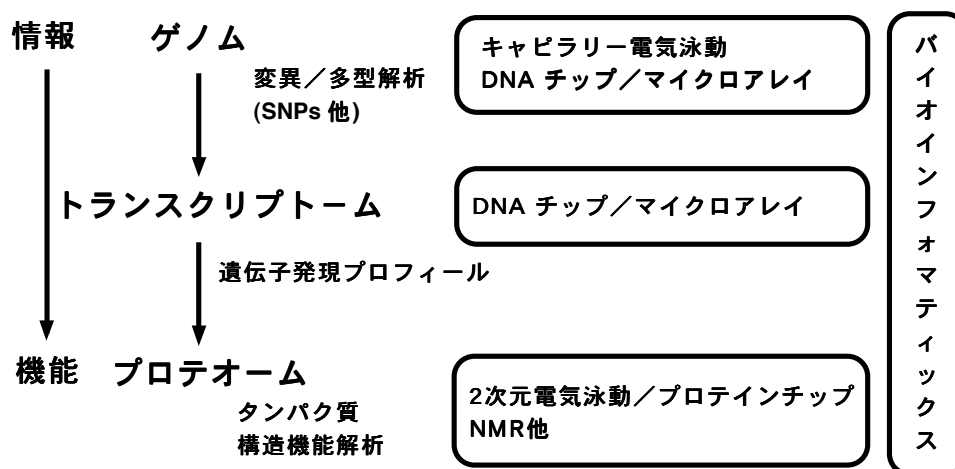 情報
ゲノム
キャピラリー電気泳動
DNA チップ／マイクロアレイ
変異／多型解析
(SNPs 他)
トランスクリプトーム
DNA チップ／マイクロアレイ
遺伝子発現プロフィール
機能
プロテオーム
2次元電気泳動／プロテインチップ
NMR他
タンパク質
構造機能解析
バイオインフォマティックス